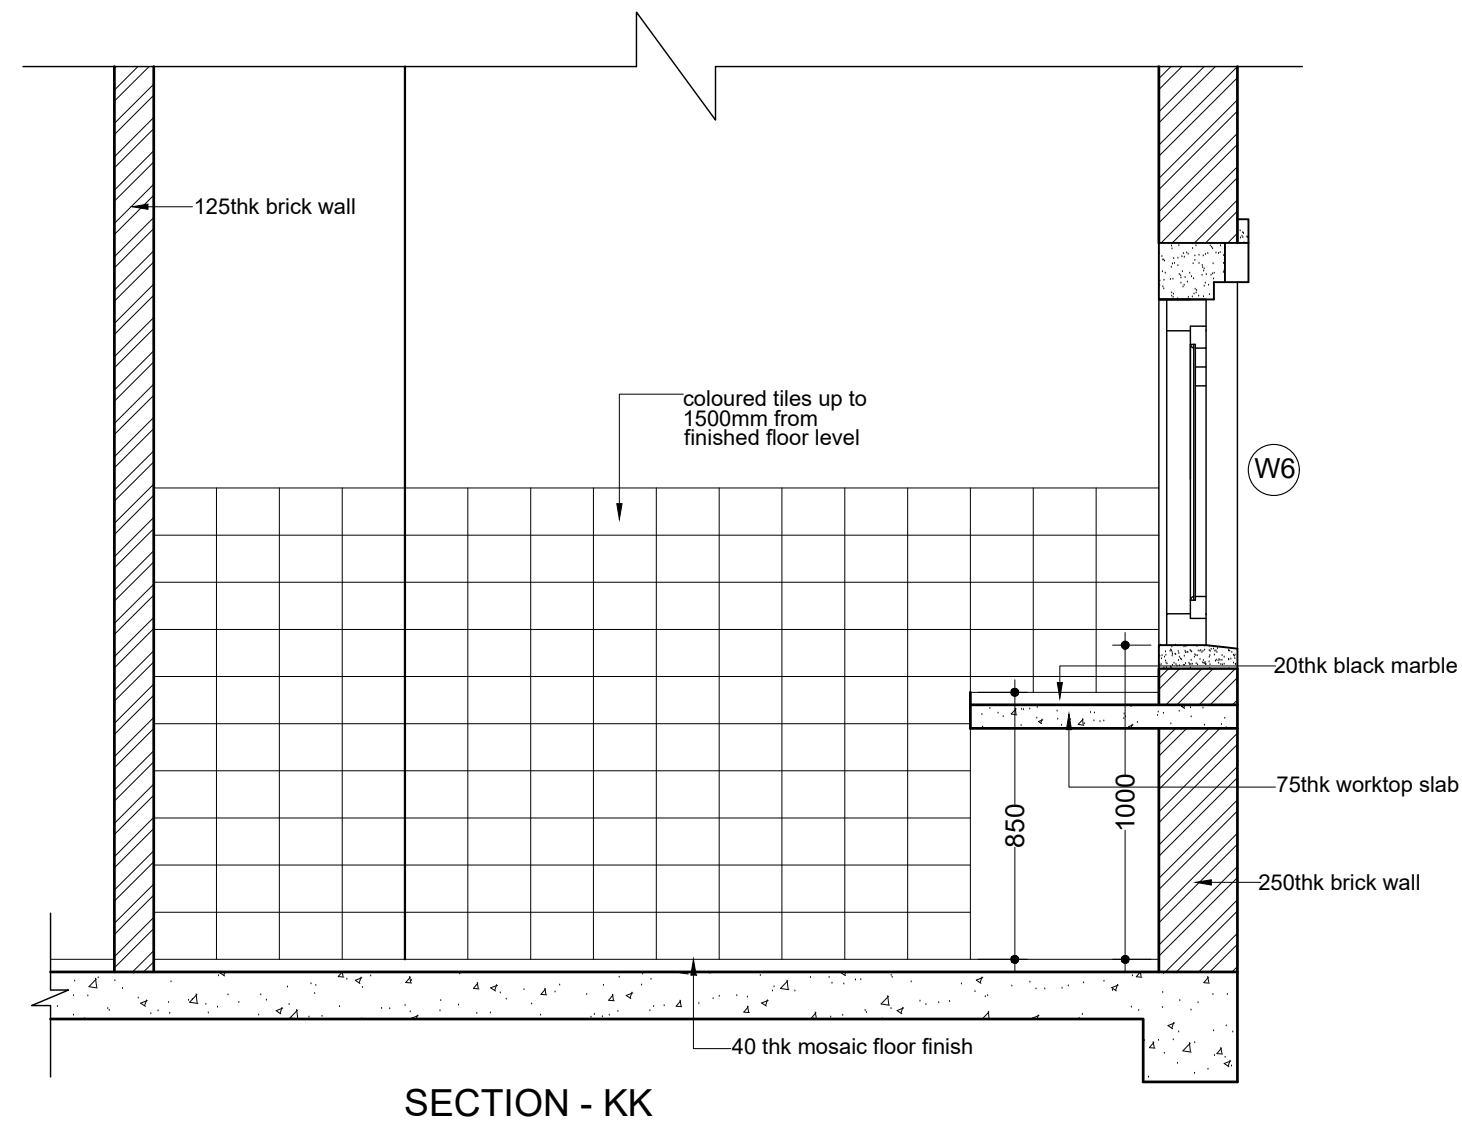 125thk brick wall
coloured tiles up to
1500mm from
finished floor level
W6
20thk black marble
75thk worktop slab
850
1000
250thk brick wall
40 thk mosaic floor finish
SECTION - KK